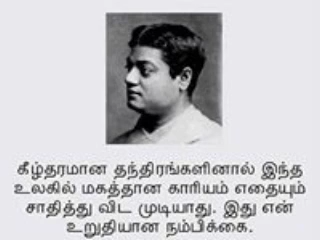 கீழ்தரமான தந்திரங்களினால் இந்த
உலகில் மகத்தான காரியம் எதையும்
சாதித்து விட முடியாது. இது என்
உறுதியான நம்பிக்கை.